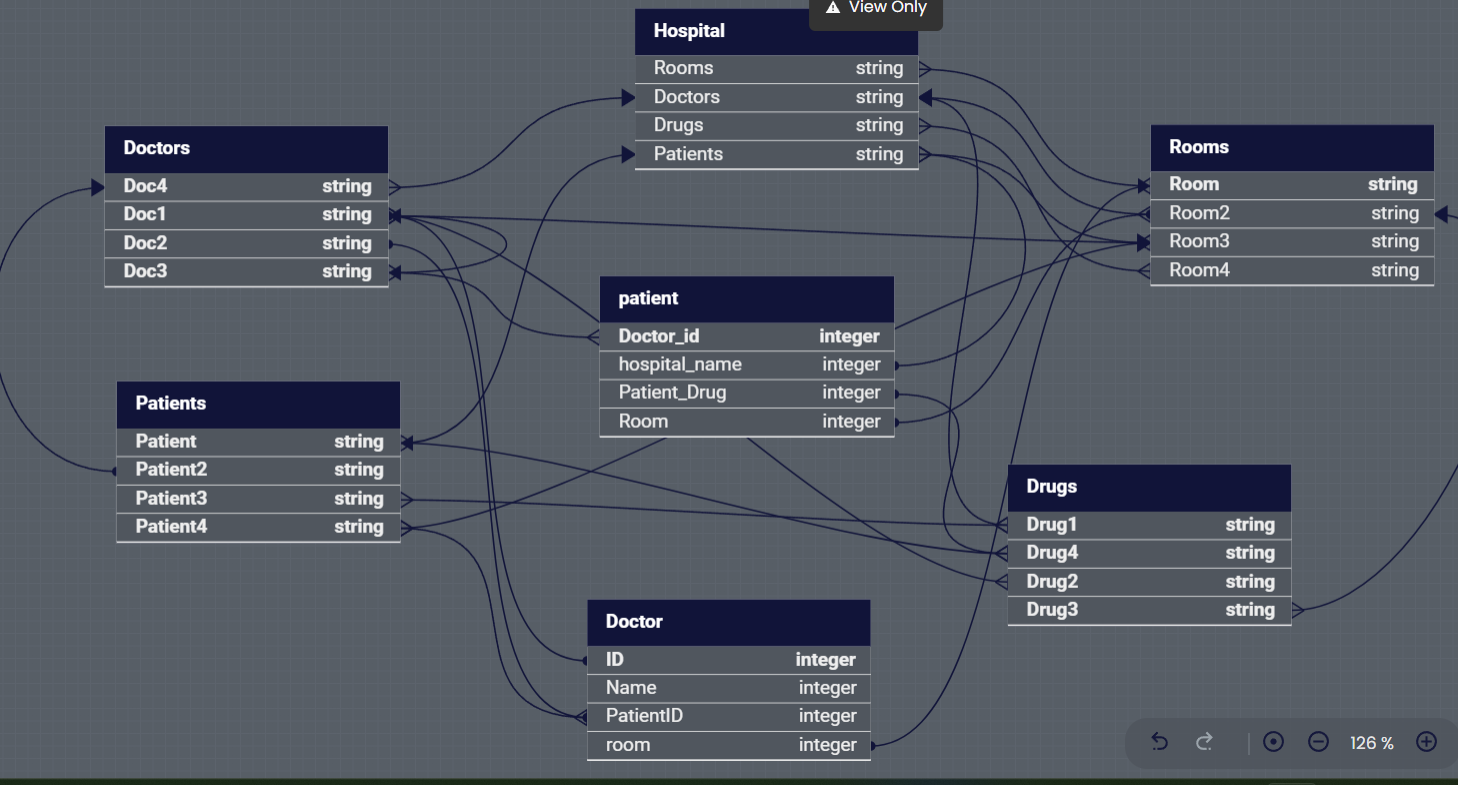 View Only
Hospital
Rooms string
Doctors string
Drugs string
Patients string
Doctors
Doc4 string
Doc1 string
Doc2 string
Doc3 string
Rooms
Room string
Room2 string
Room3 string
Room4 string
patient
Doctor_id integer
hospital_name integer
Patient_Drug integer
Room integer
Patients
Patient string
Patient2 string
Patient3 string
Patient4 string
Drugs
Drug1 string
Drug4 string
Drug2 string
Drug3 string
Doctor
ID integer
Name integer
PatientID integer
room integer
126 %